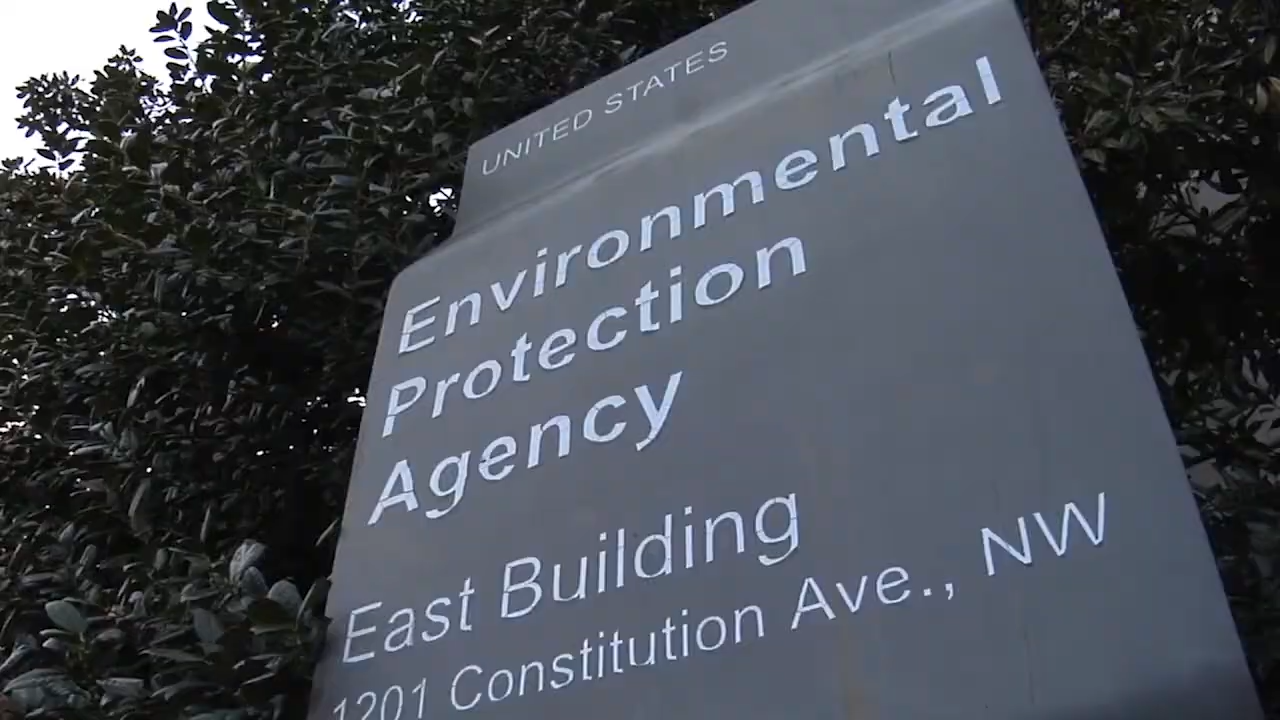 UNITED STATES
Environmental
Protection
Agency
East Building
1201 Constitution Ave., NW